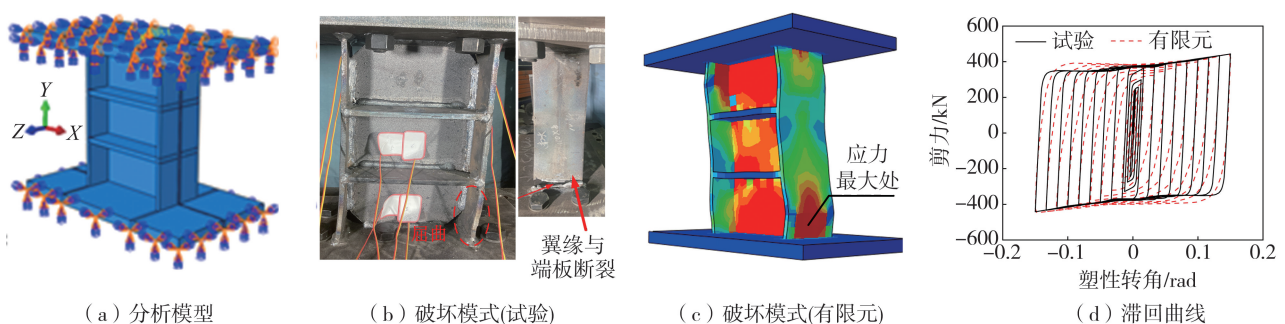 Y
Z
X
(a)分析模型
屈曲
翼缘与
端板断裂
(b)破坏模式(试验)
应力
最大处
(c)破坏模式(有限元)
600
400
200
0
−200
−400
−600
剪力/kN
试验
有限元
−0.2
−0.1
0
0.1
0.2
塑性转角/rad
(d)滞回曲线